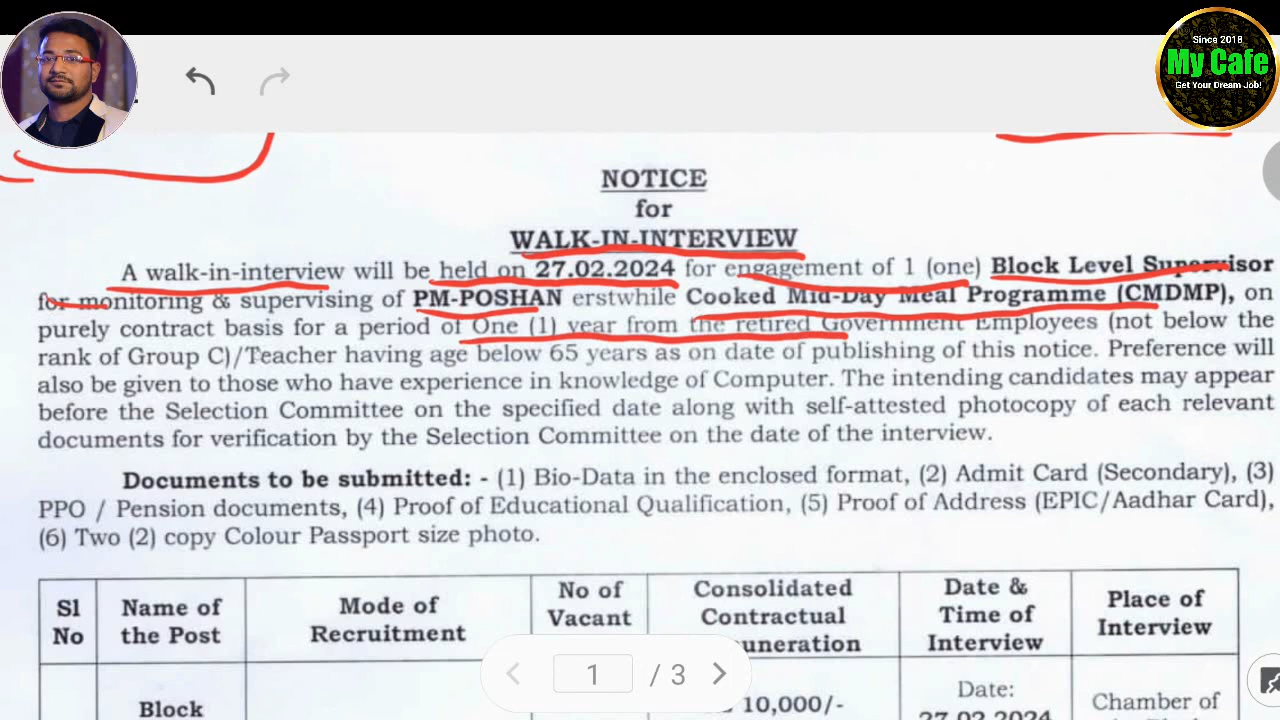 Since 2018
My Cafe
Get Your Dream Job!
NOTICE
for
WALK-IN-INTERVIEW
A walk-in-interview will be held on 27.02.2024 for engagement of 1 (one) Block Level Supervisor
for monitoring & supervising of PM-POSHAN erstwhile Cooked Mid-Day Meal Programme (CMDMP), on
purely contract basis for a period of One (1) year from the retired Government Employees (not below the
rank of Group C)/Teacher having age below 65 years as on date of publishing of this notice. Preference will
also be given to those who have experience in knowledge of Computer. The intending candidates may appear
before the Selection Committee on the specified date along with self-attested photocopy of each relevant
documents for verification by the Selection Committee on the date of the interview.
Documents to be submitted: - (1) Bio-Data in the enclosed format, (2) Admit Card (Secondary), (3)
PPO / Pension documents, (4) Proof of Educational Qualification, (5) Proof of Address (EPIC/Aadhar Card),
(6) Two (2) copy Colour Passport size photo.
Sl No
Name of the Post
Mode of Recruitment
No of Vacant
Consolidated Contractual
Date & Time of Interview
Place of Interview
Block
10,000/-
Date:
27.02.2024
Chamber of
1 / 3